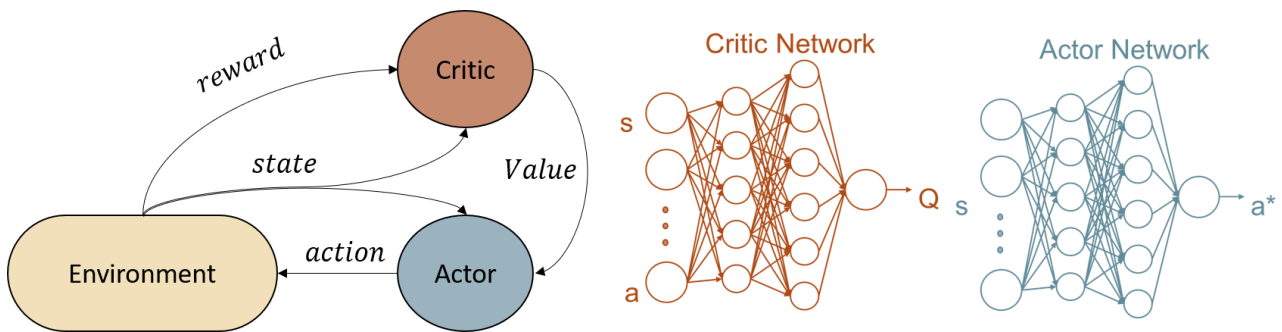 reward
Critic
state
Value
Environment
action
Actor
Critic Network
s
a
Q
Actor Network
s
a*